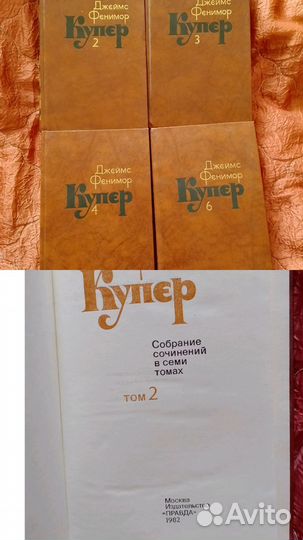 Джеймс
Фенимор
Купер
2
Джеймс
Фенимор
Купер
3
Джеймс
Фенимор
Купер
4
Джеймс
Фенимор
Купер
6
Купер
Собрание
сочинений
в семи
томах
том 2
Москва
Издательство
«ПРАВДА»
1982
Avito